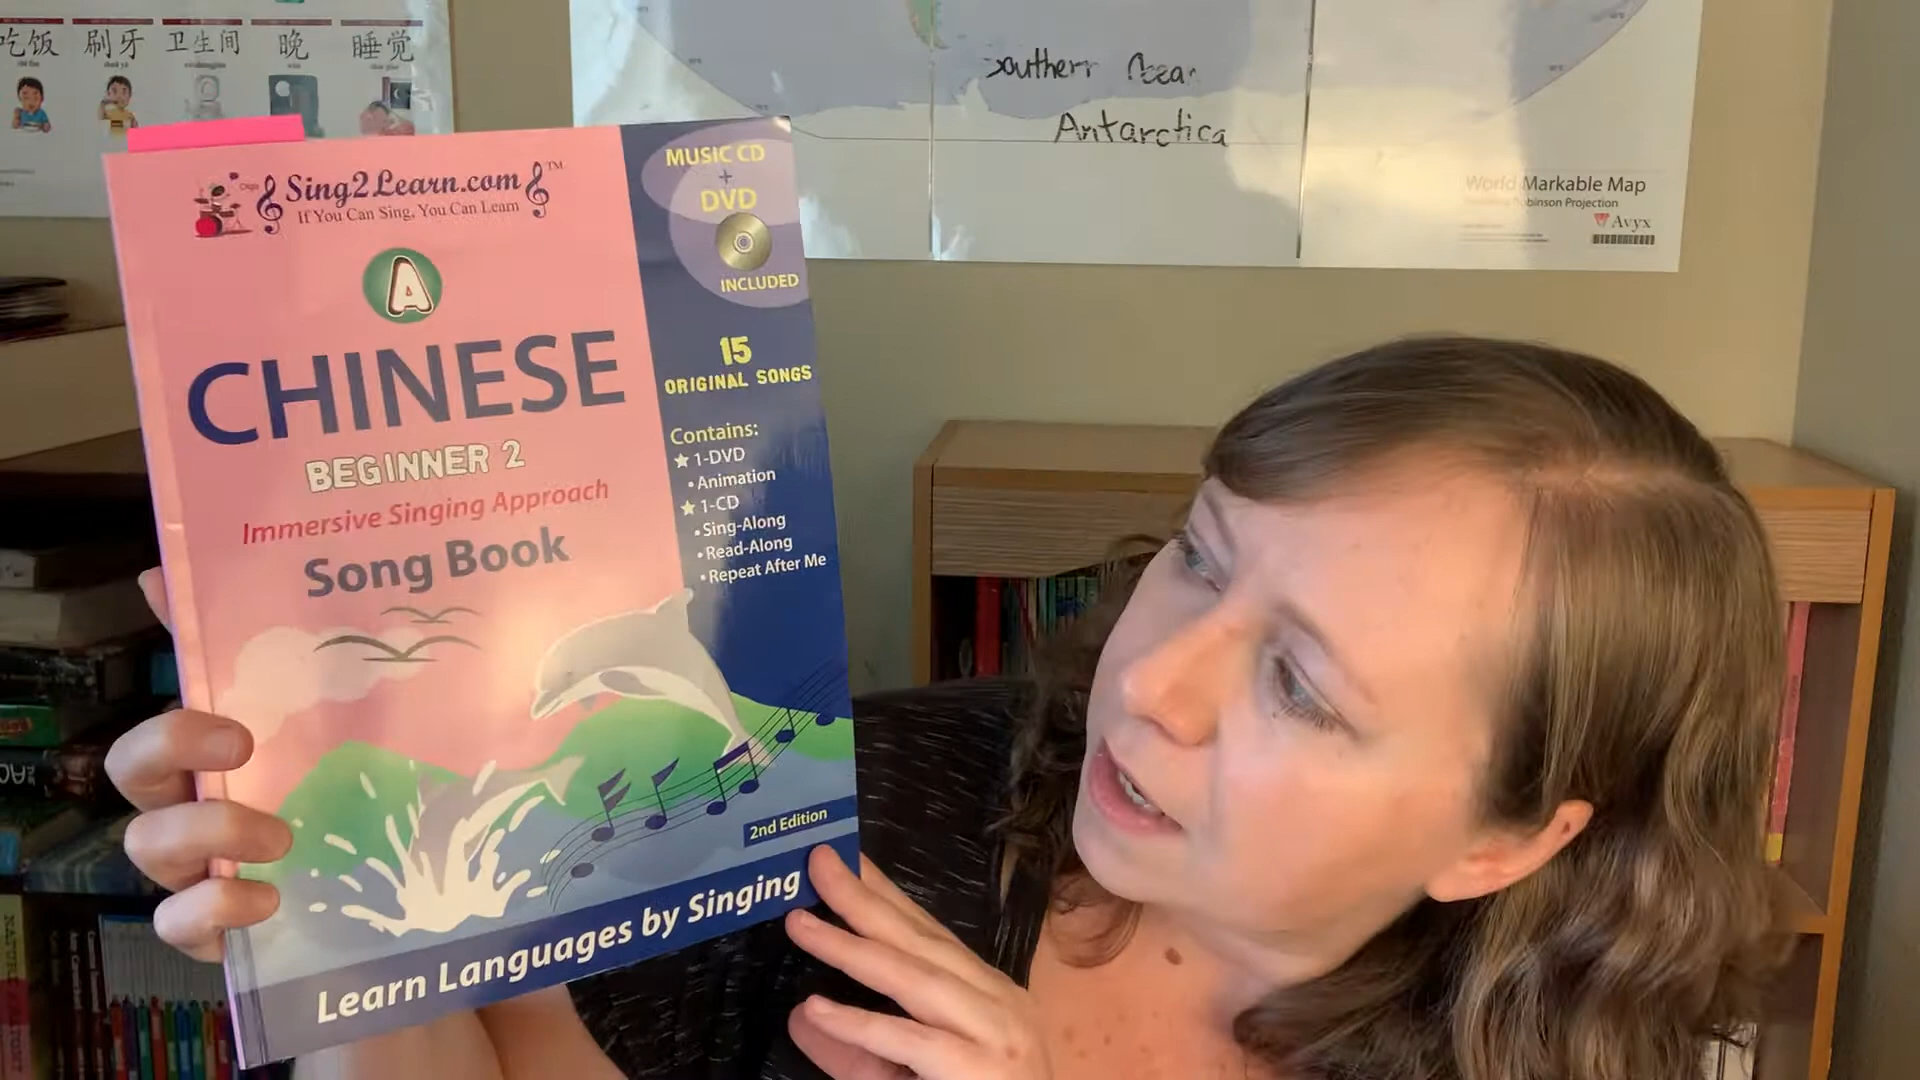 吃饭 刷牙 卫生间 晚 睡觉
Southern Ocean
Antarctica
World Markable Map
Robinson Projection
Avyx
Sing2Learn.com
TM
If You Can Sing, You Can Learn
A
CHINESE
BEGINNER 2
Immersive Singing Approach
Song Book
MUSIC CD
+
DVD
INCLUDED
15
ORIGINAL SONGS
Contains:
★ 1-DVD
• Animation
★ 1-CD
• Sing-Along
• Read-Along
• Repeat After Me
2nd Edition
Learn Languages by Singing